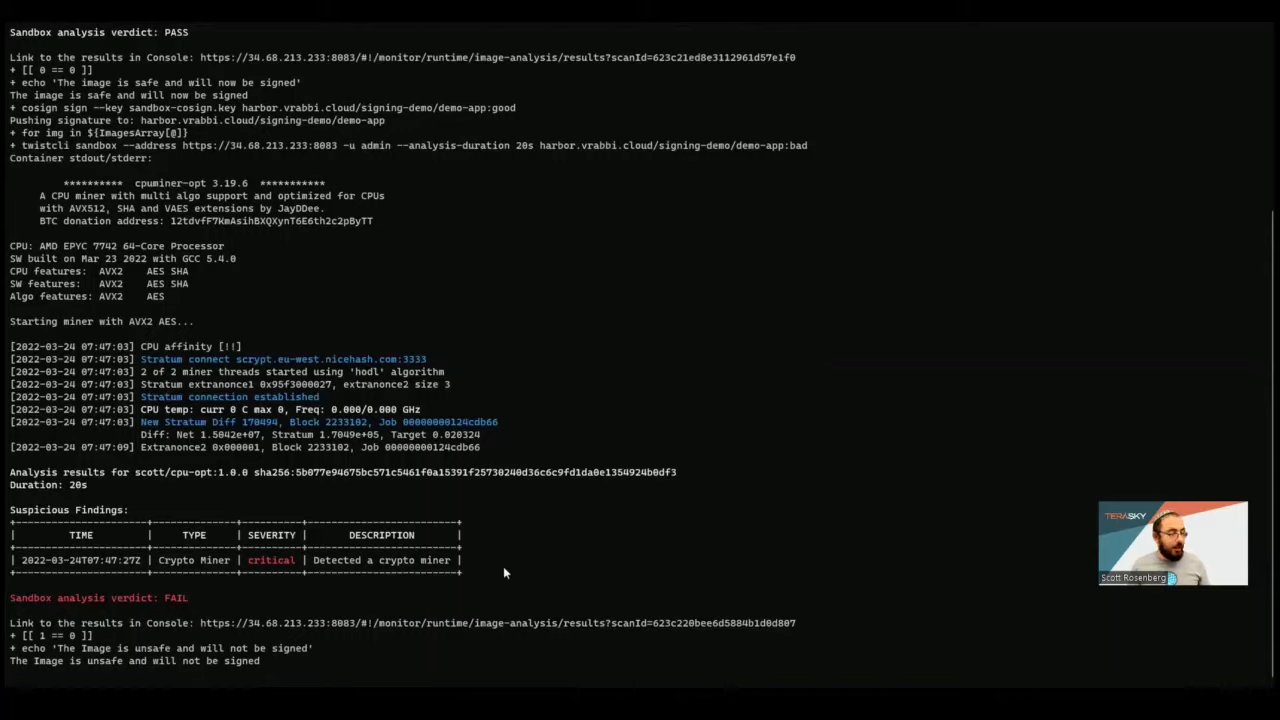 Sandbox analysis verdict: PASS
Link to the results in Console: https://34.68.213.233:8083/#!/monitor/runtime/image-analysis/results?scanId=623c21ed8e3112961d57e1f0
+ [[ 0 == 0 ]]
+ echo 'The image is safe and will now be signed'
The image is safe and will now be signed
+ cosign sign --key sandbox-cosign.key harbor.vrabbi.cloud/signing-demo/demo-app:good
Pushing signature to: harbor.vrabbi.cloud/signing-demo/demo-app
+ for img in ${ImagesArray[@]}
+ twistcli sandbox --address https://34.68.213.233:8083 -u admin --analysis-duration 20s harbor.vrabbi.cloud/signing-demo/demo-app:bad
Container stdout/stderr:
********** cpuminer-opt 3.19.6 ***********
A CPU miner with multi algo support and optimized for CPUs
with AVX512, SHA and VAES extensions by JayDDee.
BTC donation address: 12tdvfF7KmAsihBXQXynT6E6th2c2pByTT
CPU: AMD EPYC 7742 64-Core Processor
SW built on Mar 23 2022 with GCC 5.4.0
CPU features: AVX2 AES SHA
SW features: AVX2 AES SHA
Algo features: AVX2 AES
Starting miner with AVX2 AES...
[2022-03-24 07:47:03] CPU affinity [!!]
[2022-03-24 07:47:03] Stratum connect scrypt.eu-west.nicehash.com:3333
[2022-03-24 07:47:03] 2 of 2 miner threads started using 'hodl' algorithm
[2022-03-24 07:47:03] Stratum extranonce1 0x95f3000027, extranonce2 size 3
[2022-03-24 07:47:03] Stratum connection established
[2022-03-24 07:47:03] CPU temp: curr 0 C max 0, Freq: 0.000/0.000 GHz
[2022-03-24 07:47:03] New Stratum Diff 170494, Block 2233102, Job 00000000124cdb66
Diff: Net 1.5042e+07, Stratum 1.7049e+05, Target 0.020324
[2022-03-24 07:47:09] Extranonce2 0x000001, Block 2233102, Job 00000000124cdb66
Analysis results for scott/cpu-opt:1.0.0 sha256:5b077e94675bc571c5461f0a15391f25730240d36c6c9fd1da0e1354924b0df3
Duration: 20s
Suspicious Findings:
| TIME | TYPE | SEVERITY | DESCRIPTION |
| 2022-03-24T07:47:27Z | Crypto Miner | critical | Detected a crypto miner |
TERASKY
Scott Rosenberg
Sandbox analysis verdict: FAIL
Link to the results in Console: https://34.68.213.233:8083/#!/monitor/runtime/image-analysis/results?scanId=623c220bee6d5884b1d0d807
+ [[ 1 == 0 ]]
+ echo 'The Image is unsafe and will not be signed'
The Image is unsafe and will not be signed